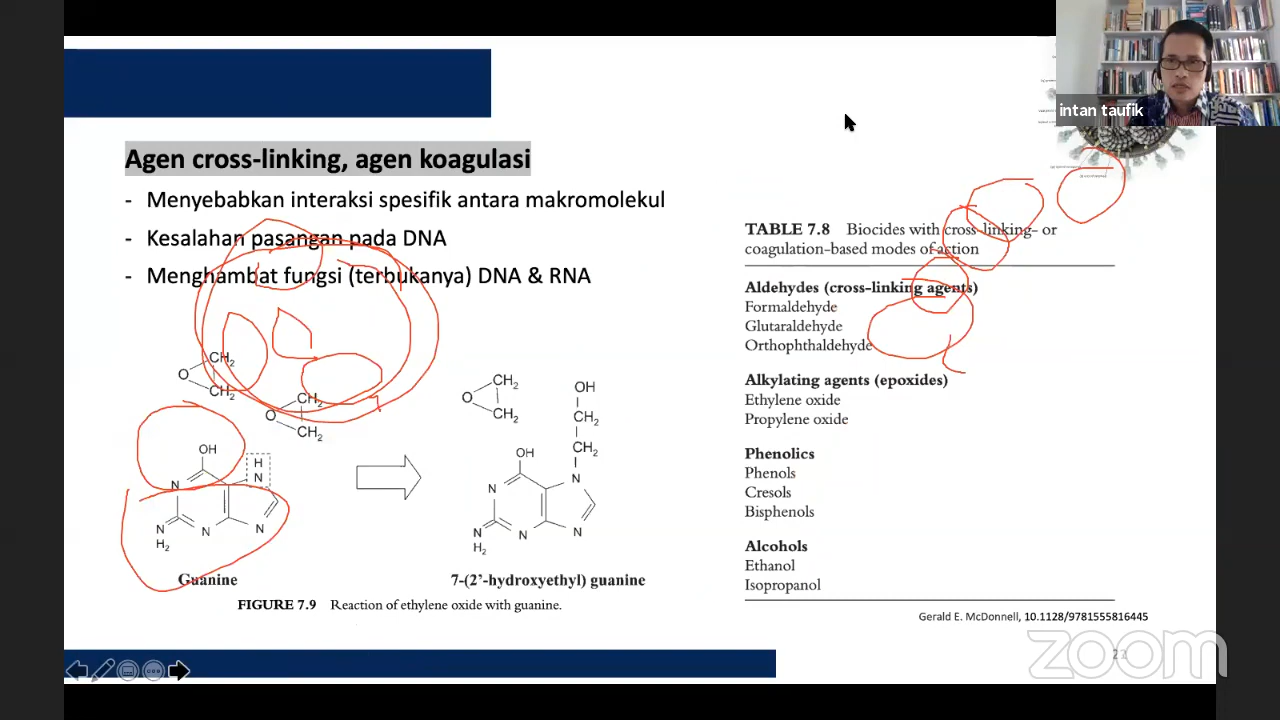 intan taufik
Agen cross-linking, agen koagulasi
- Menyebabkan interaksi spesifik antara makromolekul
- Kesalahan pasangan pada DNA
- Menghambat fungsi (terbukanya) DNA & RNA
TABLE 7.8 Biocides with cross-linking- or
coagulation-based modes of action
Aldehydes (cross-linking agents)
Formaldehyde
Glutaraldehyde
Orthophthaldehyde
Alkylating agents (epoxides)
Ethylene oxide
Propylene oxide
Phenolics
Phenols
Cresols
Bisphenols
Alcohols
Ethanol
Isopropanol
CH2
O
CH2
CH2
O
CH2
OH
H
N
N
N
N
N
H2
Guanine
CH2
O
CH2
OH
CH2
CH2
OH
N
N
N
N
N
H2
7-(2'-hydroxyethyl) guanine
FIGURE 7.9 Reaction of ethylene oxide with guanine.
Gerald E. McDonnell, 10.1128/9781555816445
zoom